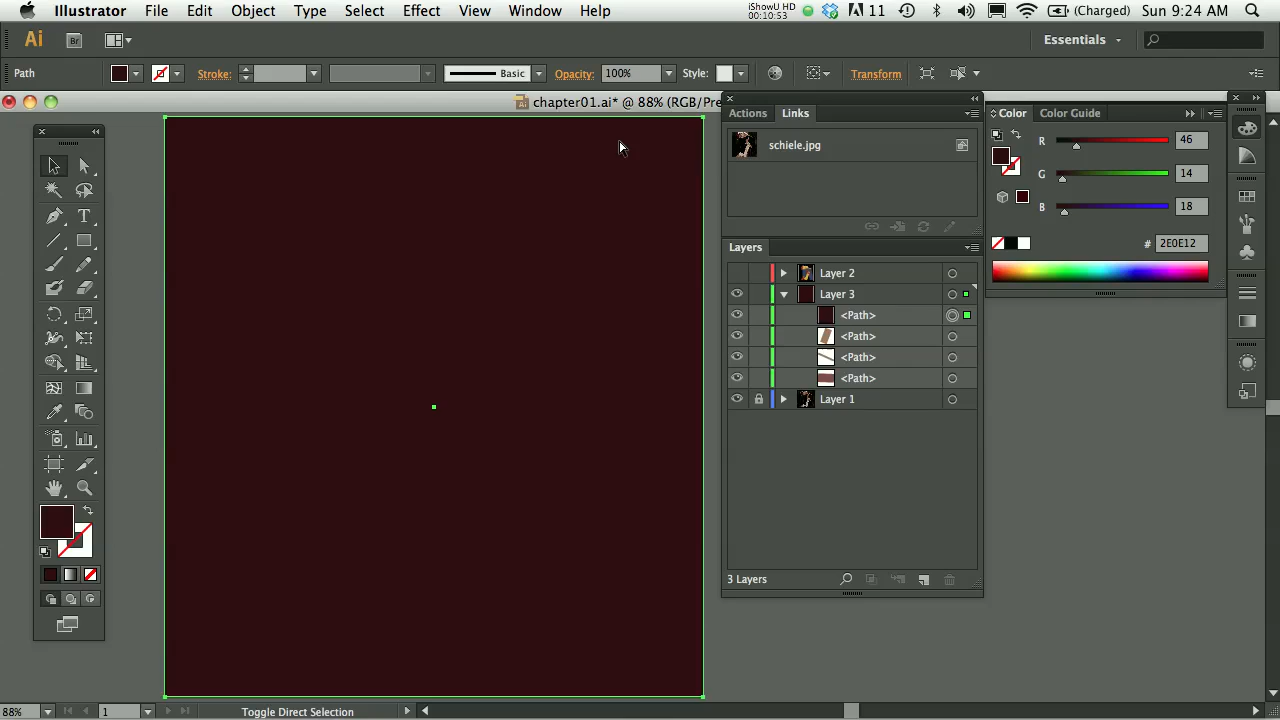 Illustrator File Edit Object Type Select Effect View Window Help
iShowU HD
00:10:53
11
(Charged) Sun 9:24 AM
Ai Br Essentials
Path Stroke: Basic Opacity: 100% Style: Transform
chapter01.ai* @ 88% (RGB/Pre
Actions Links
schiele.jpg
Color Color Guide
R 46
G 14
B 18
# 2E0E12
Layers
Layer 2
Layer 3
<Path>
<Path>
<Path>
<Path>
Layer 1
3 Layers
T
88% 1 Toggle Direct Selection